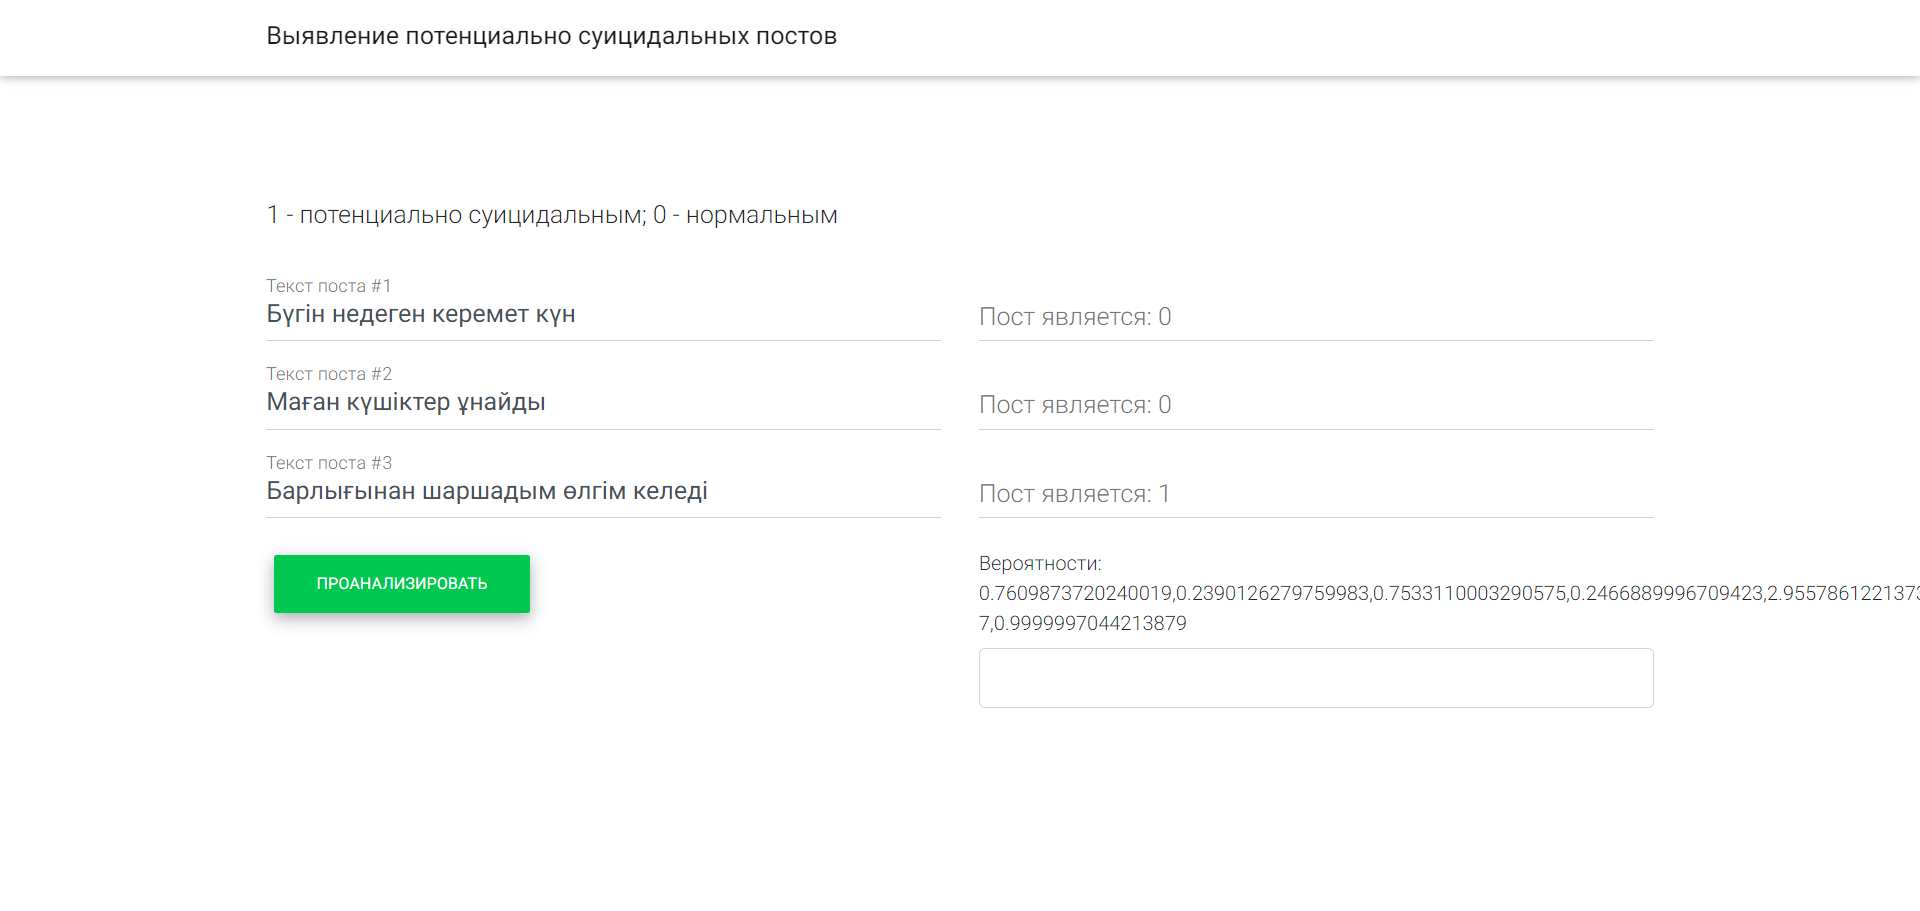 Выявление потенциально суицидальных постов
1 - потенциально суицидальным; 0 - нормальным
Текст поста #1
Бүгін недеген керемет күн
Пост является: 0
Текст поста #2
Маған күшіктер ұнайды
Пост является: 0
Текст поста #3
Барлығынан шаршадым өлгім келеді
Пост является: 1
ПРОАНАЛИЗИРОВАТЬ
Вероятности:
0.7609873720240019,0.2390126279759983,0.7533110003290575,0.2466889996709423,2.955786122137
7,0.9999997044213879